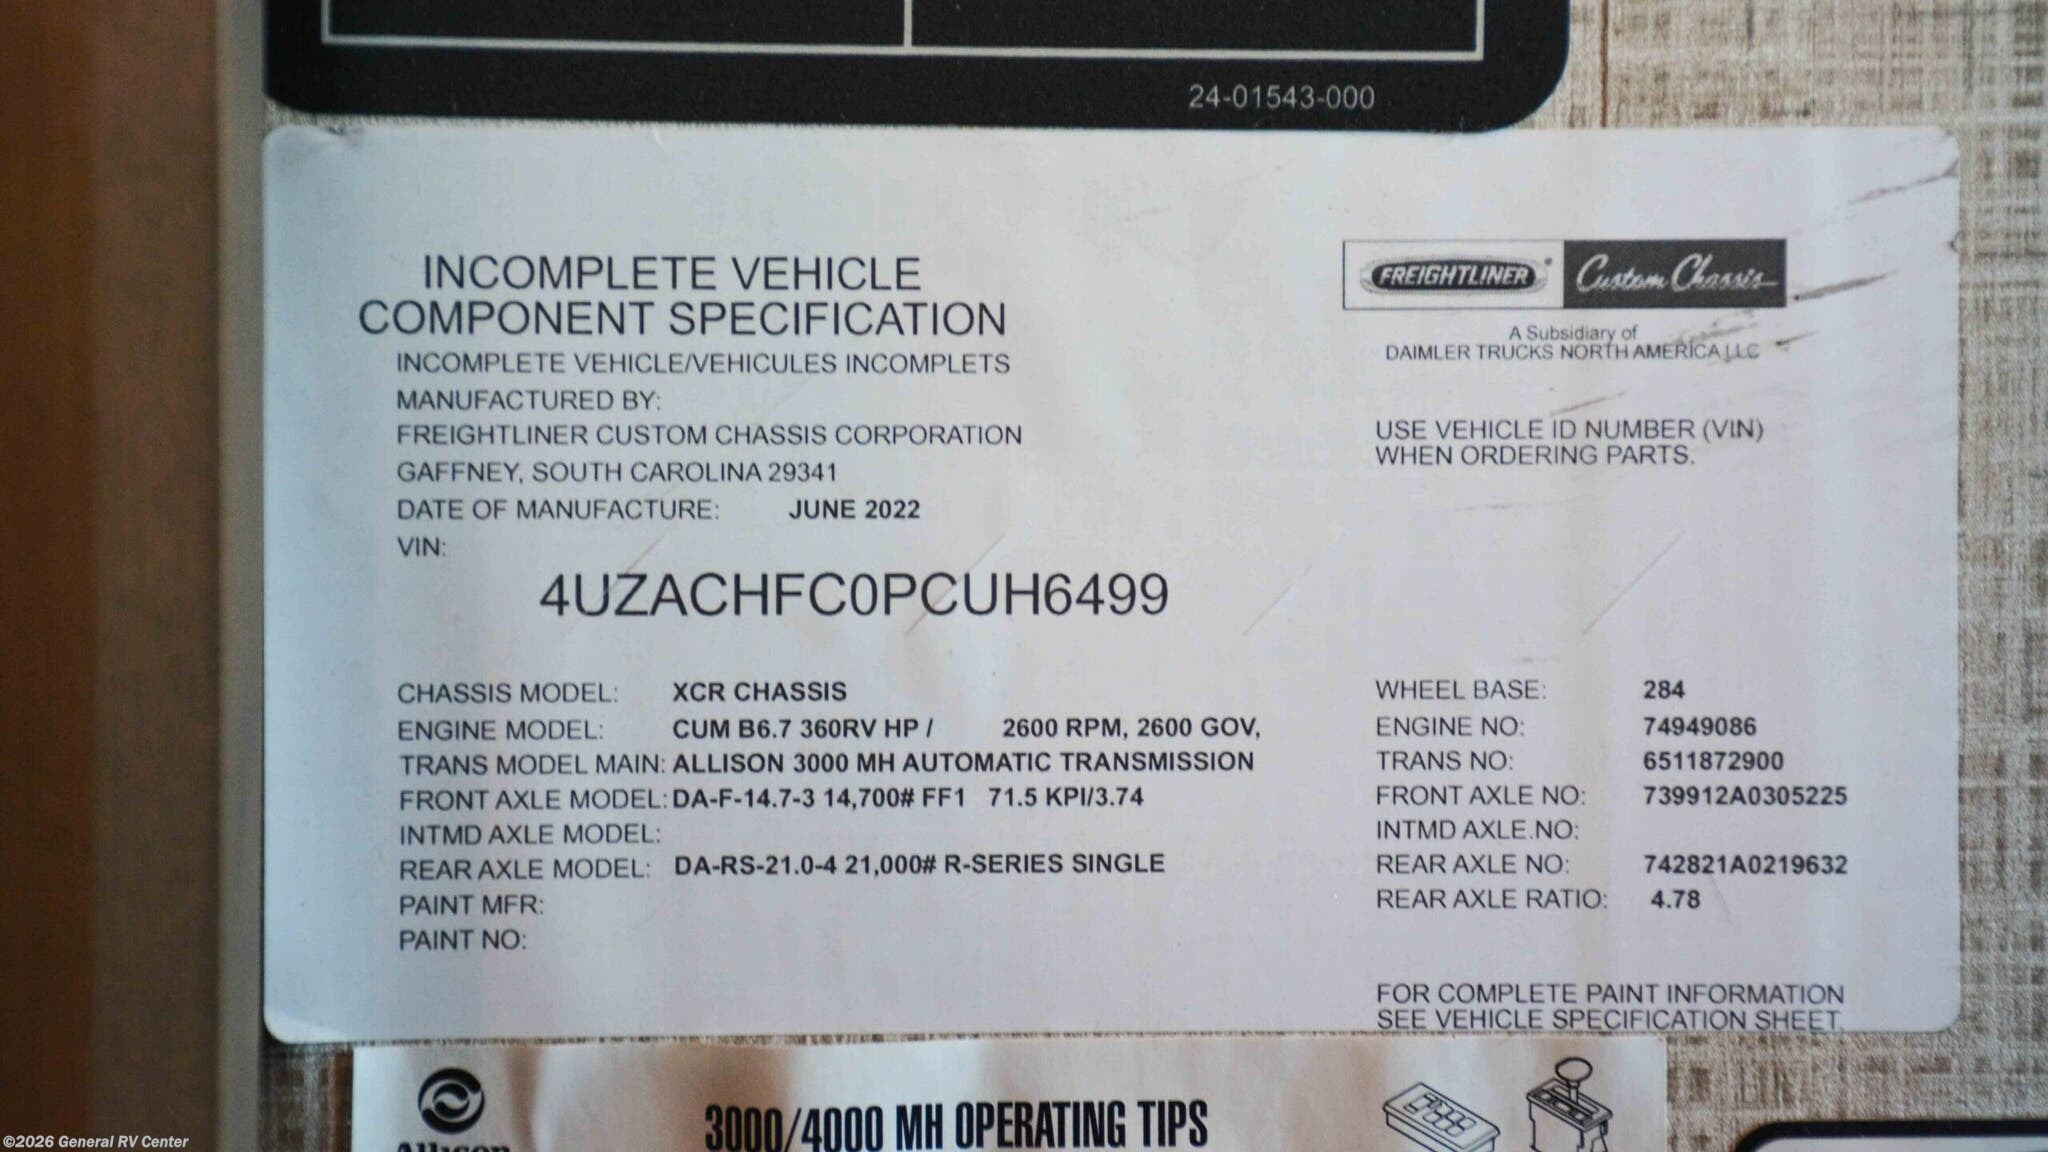 24-01543-000
INCOMPLETE VEHICLE
COMPONENT SPECIFICATION
INCOMPLETE VEHICLE/VEHICULES INCOMPLETS
MANUFACTURED BY:
FREIGHTLINER CUSTOM CHASSIS CORPORATION
GAFFNEY, SOUTH CAROLINA 29341
DATE OF MANUFACTURE: JUNE 2022
VIN:
4UZACHFC0PCUH6499
FREIGHTLINER Custom Chassis
A Subsidiary of
DAIMLER TRUCKS NORTH AMERICA LLC
USE VEHICLE ID NUMBER (VIN)
WHEN ORDERING PARTS.
CHASSIS MODEL: XCR CHASSIS
ENGINE MODEL: CUM B6.7 360RV HP / 2600 RPM, 2600 GOV,
TRANS MODEL MAIN: ALLISON 3000 MH AUTOMATIC TRANSMISSION
FRONT AXLE MODEL: DA-F-14.7-3 14,700# FF1 71.5 KPI/3.74
INTMD AXLE MODEL:
REAR AXLE MODEL: DA-RS-21.0-4 21,000# R-SERIES SINGLE
PAINT MFR:
PAINT NO:
WHEEL BASE: 284
ENGINE NO: 74949086
TRANS NO: 6511872900
FRONT AXLE NO: 739912A0305225
INTMD AXLE.NO:
REAR AXLE NO: 742821A0219632
REAR AXLE RATIO: 4.78
FOR COMPLETE PAINT INFORMATION
SEE VEHICLE SPECIFICATION SHEET.
Allison
3000/4000 MH OPERATING TIPS
©2026 General RV Center